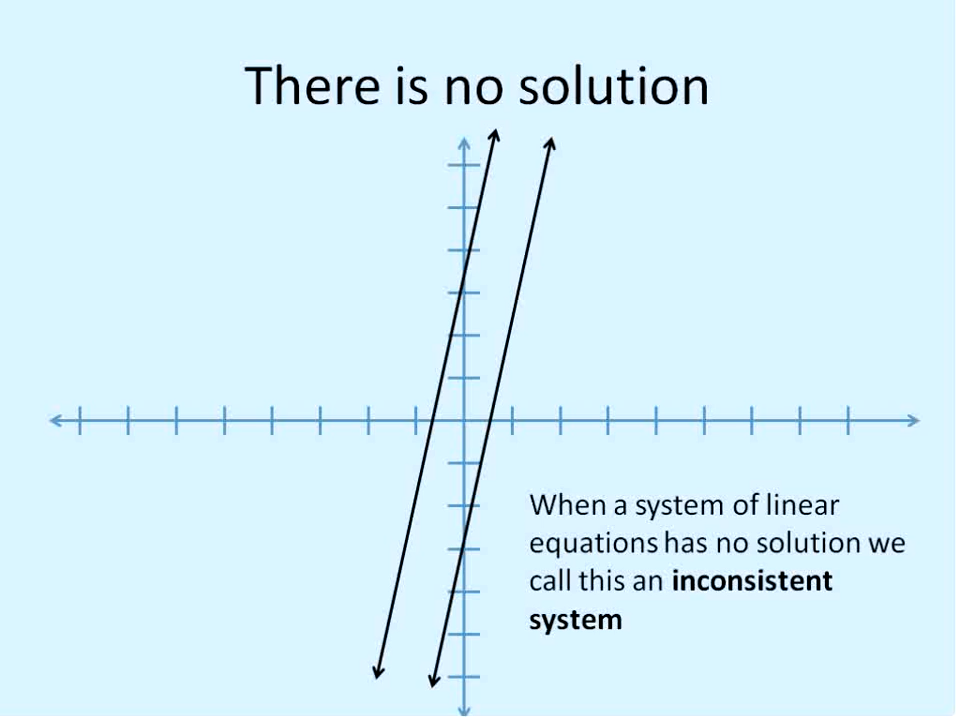 There is no solution
When a system of linear
equations has no solution we
call this an inconsistent
system